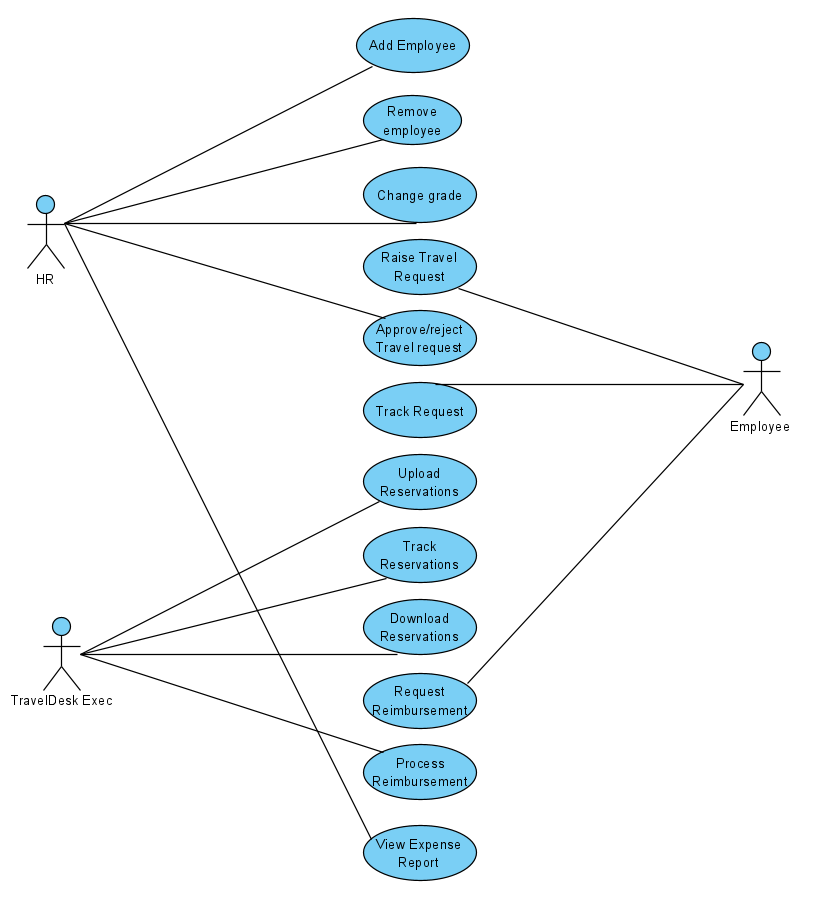 Add Employee
Remove
employee
Change grade
HR
Raise Travel
Request
Approve/reject
Travel request
Track Request
Employee
Upload
Reservations
Track
Reservations
Download
Reservations
TravelDesk Exec
Request
Reimbursement
Process
Reimbursement
View Expense
Report